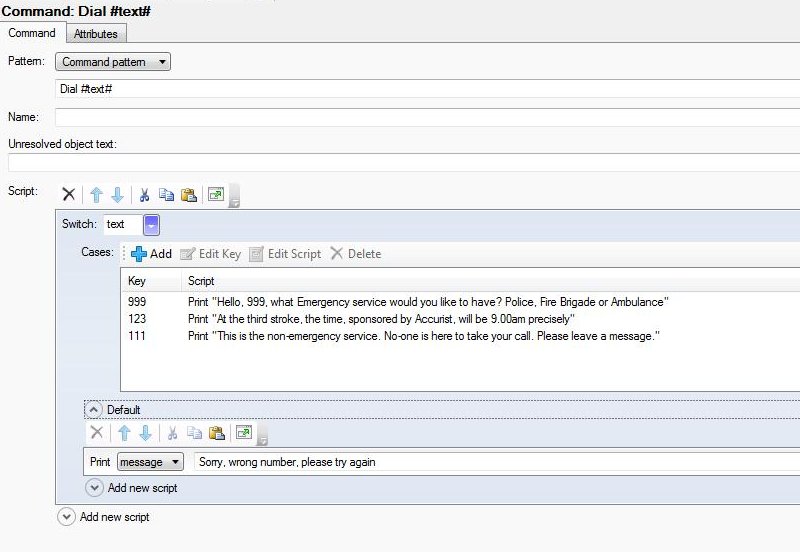 Command: Dial #text#
Command Attributes
Pattern: Command pattern
Dial #text#
Name:
Unresolved object text:
Script:
Switch: text
Cases: Add Edit Key Edit Script Delete
Key Script
999 Print "Hello, 999, what Emergency service would you like to have? Police, Fire Brigade or Ambulance"
123 Print "At the third stroke, the time, sponsored by Accurist, will be 9.00am precisely"
111 Print "This is the non-emergency service. No-one is here to take your call. Please leave a message."
Default
Print message Sorry, wrong number, please try again
Add new script
Add new script